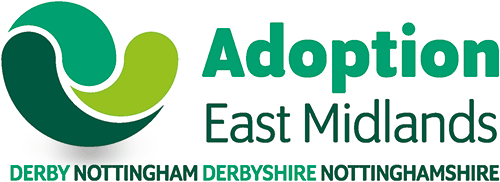 Adoption
East Midlands
DERBY NOTTINGHAM DERBYSHIRE NOTTINGHAMSHIRE